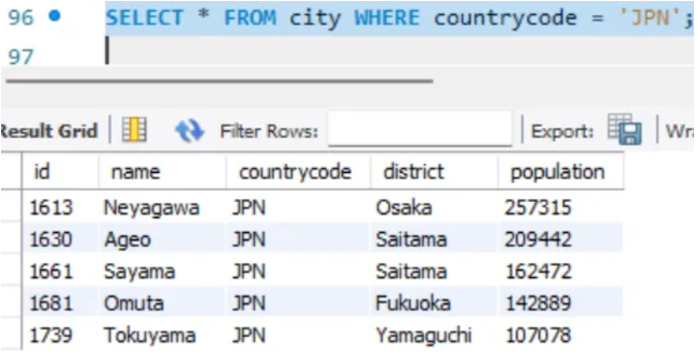 96 SELECT * FROM city WHERE countrycode = 'JPN';
97
Result Grid Filter Rows: Export:
id name countrycode district population
1613 Neyagawa JPN Osaka 257315
1630 Ageo JPN Saitama 209442
1661 Sayama JPN Saitama 162472
1681 Omuta JPN Fukuoka 142889
1739 Tokuyama JPN Yamaguchi 107078